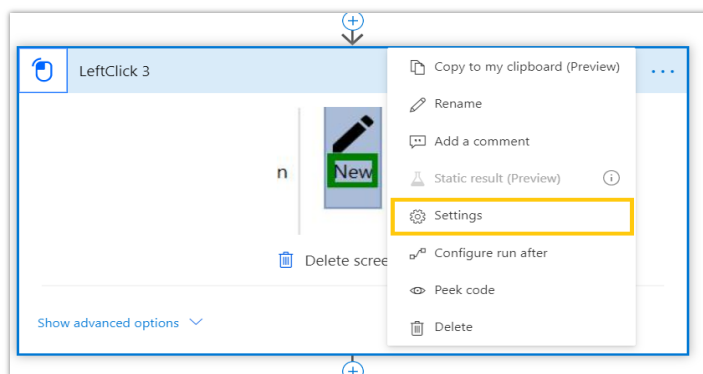 LeftClick 3
Copy to my clipboard (Preview)
Rename
Add a comment
Static result (Preview)
Settings
Configure run after
Peek code
Delete
n
New
Delete scree
Show advanced options